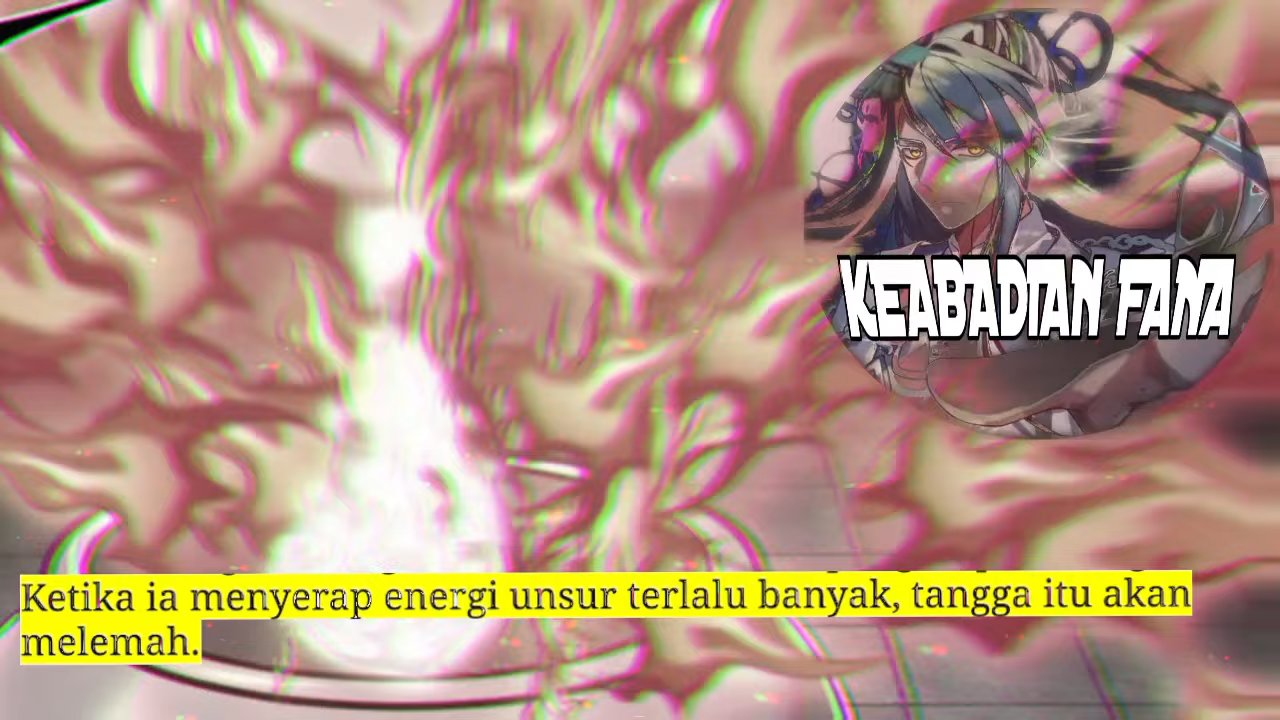 KEABADIAN FANA
Ketika ia menyerap energi unsur terlalu banyak, tangga itu akan
melemah.